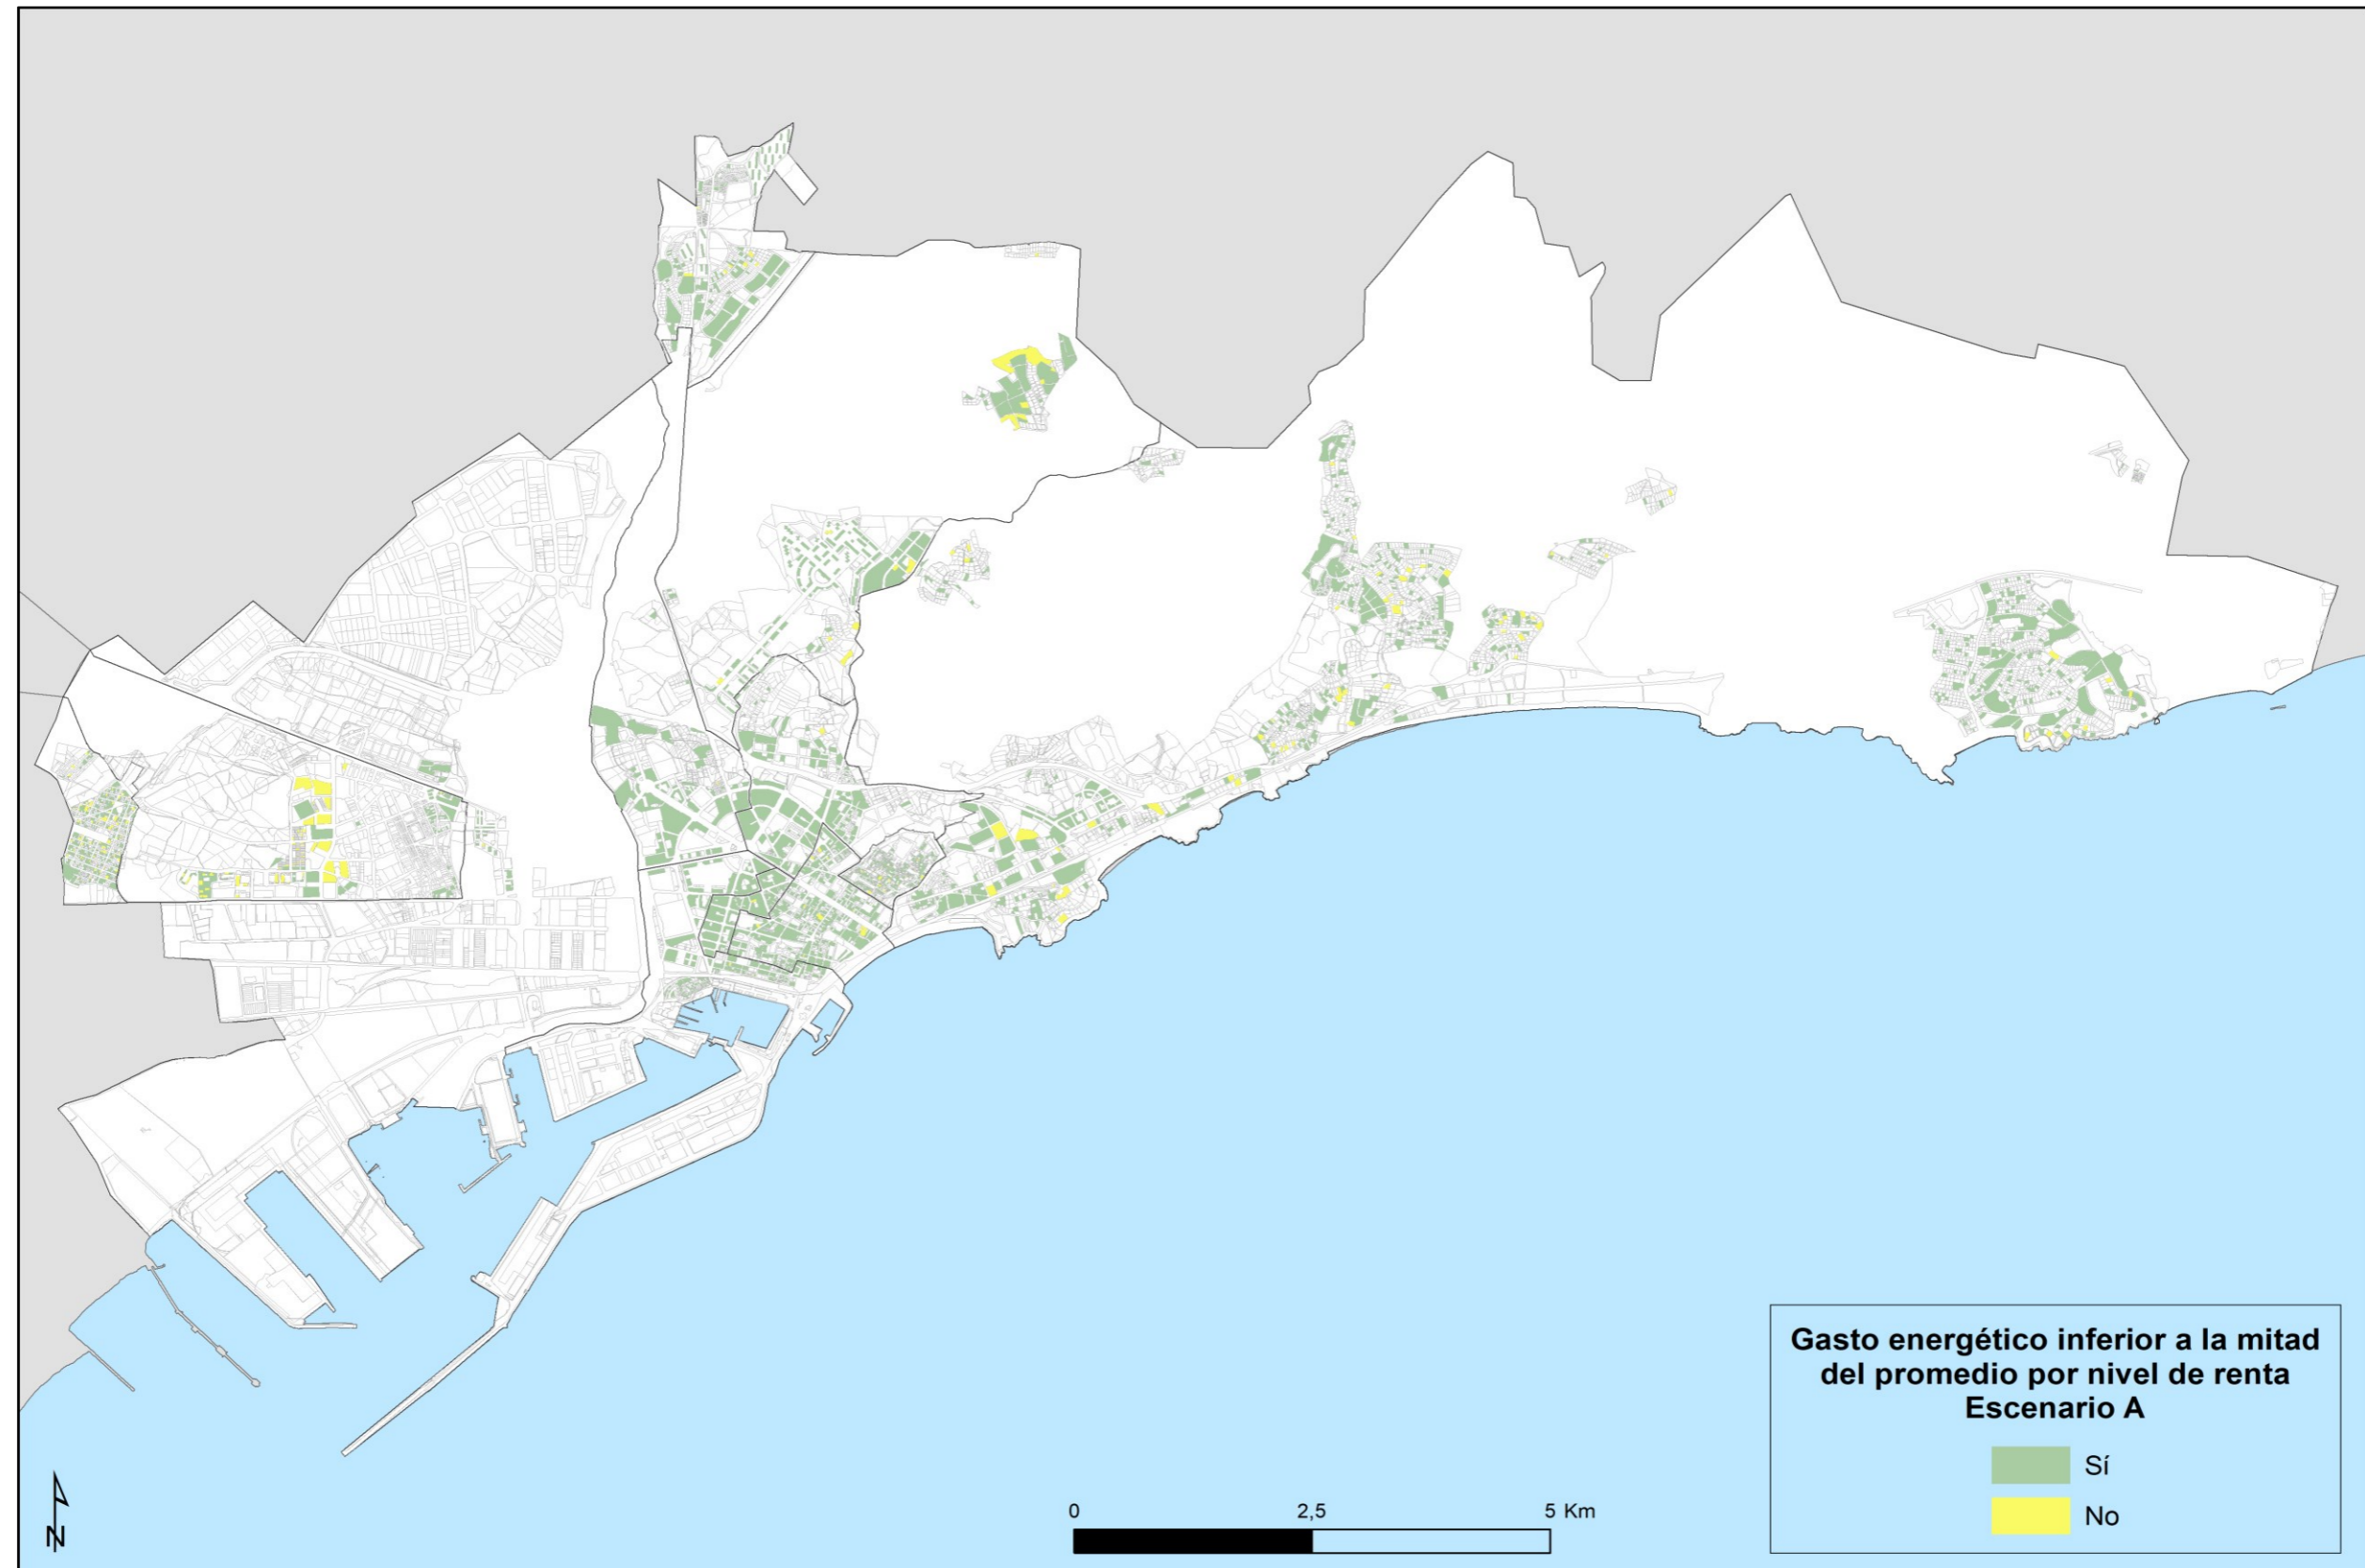 Gasto energético inferior a la mitad
del promedio por nivel de renta
Escenario A
Sí
No
0 2,5 5 Km
N